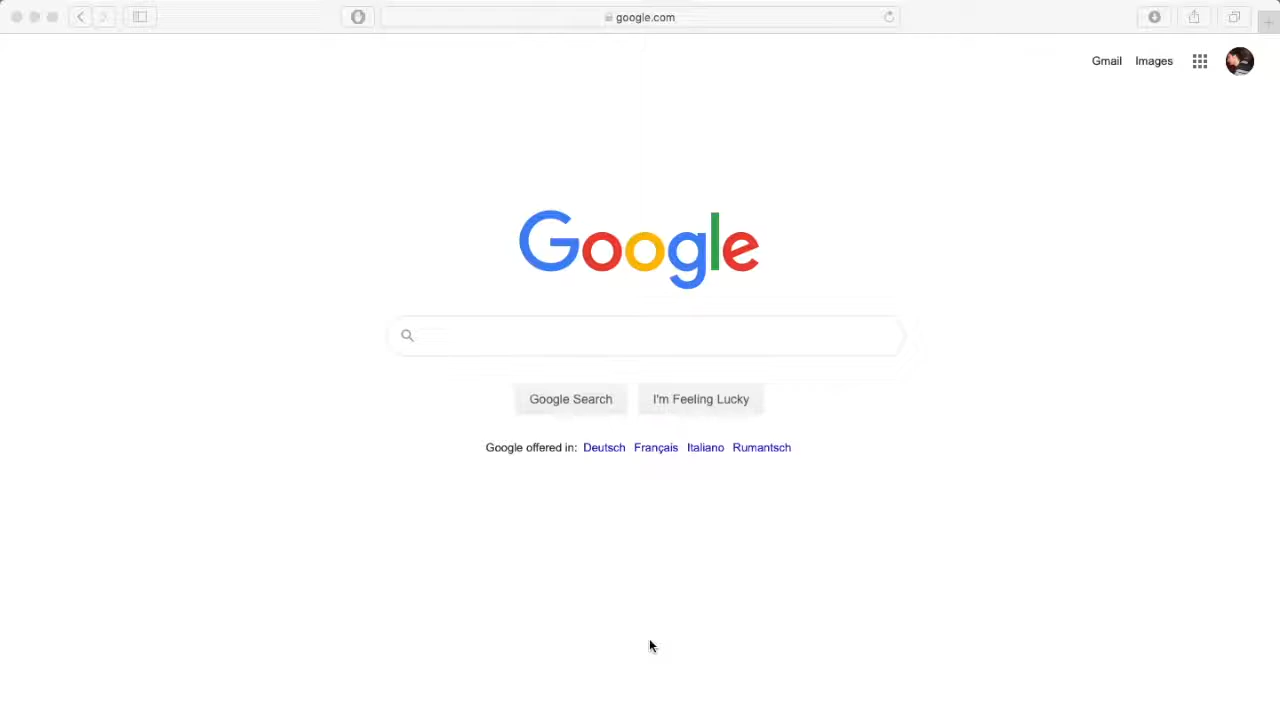 google.com
Gmail Images
Google
Google Search I'm Feeling Lucky
Google offered in: Deutsch Français Italiano Rumantsch